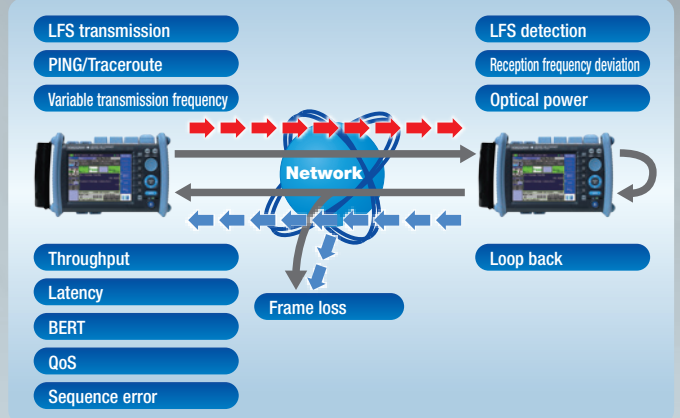 LFS transmission
PING/Traceroute
Variable transmission frequency
LFS detection
Reception frequency deviation
Optical power
Network
Throughput
Latency
BERT
QoS
Sequence error
Frame loss
Loop back